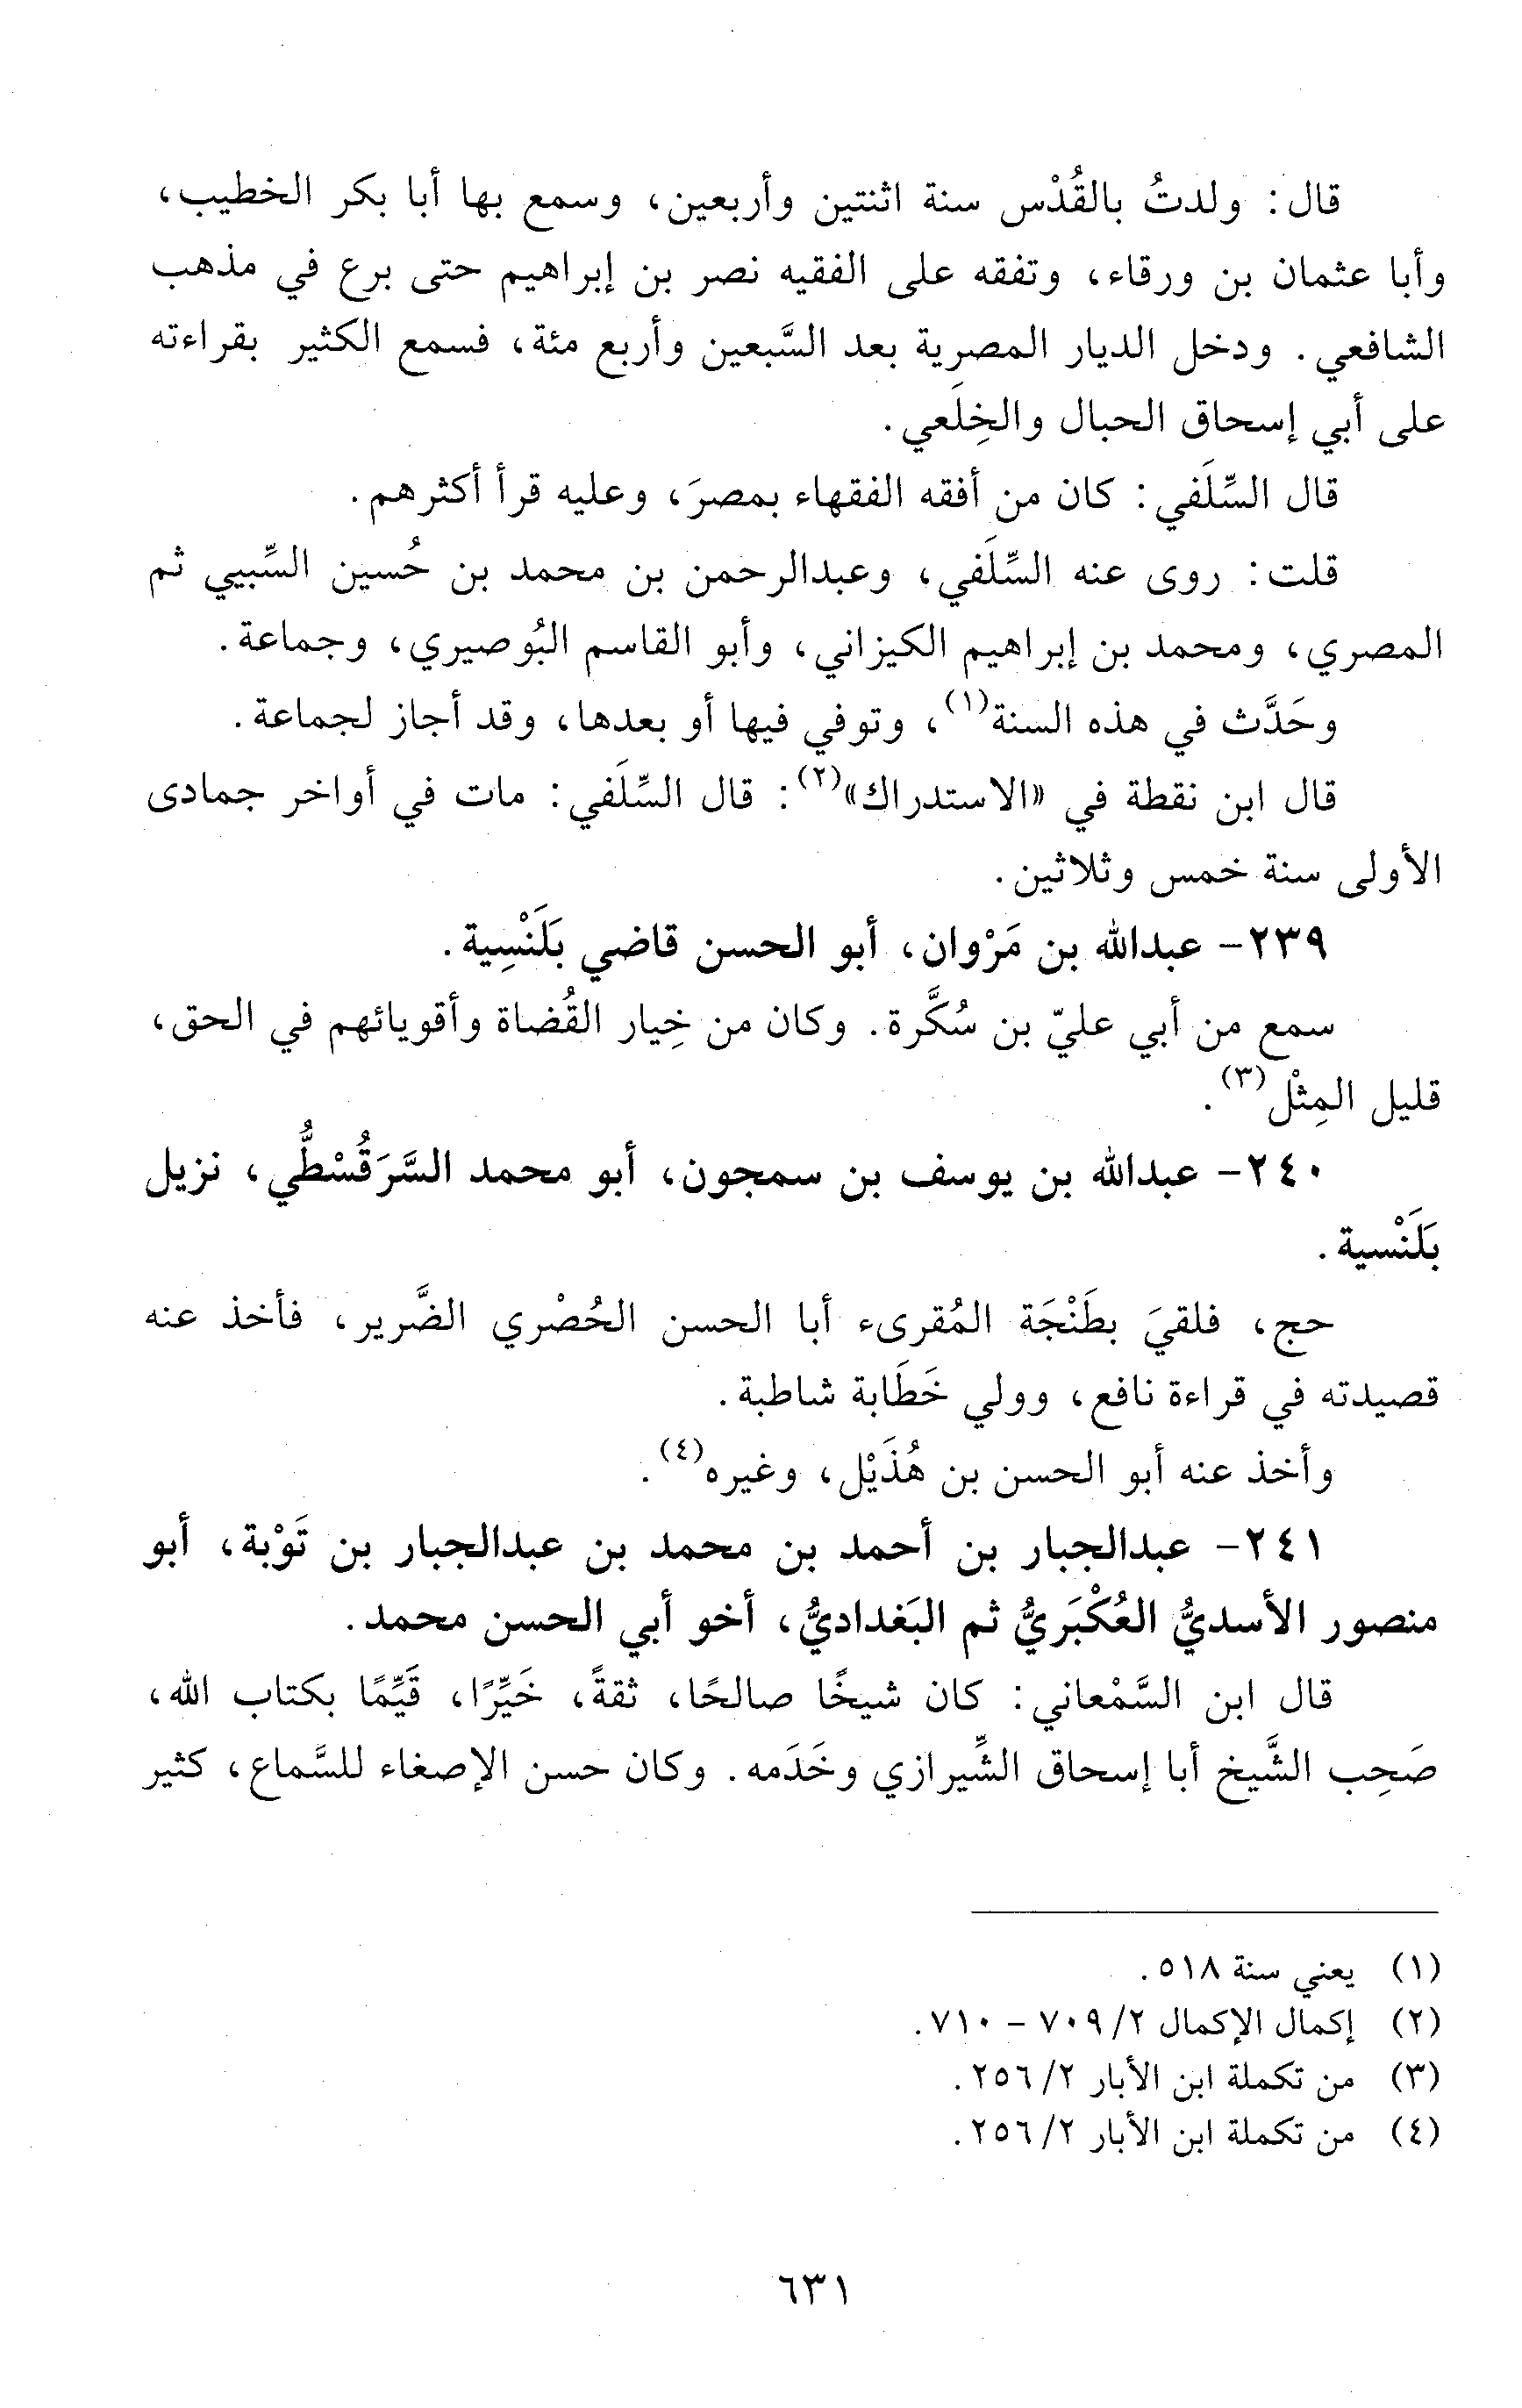 قال: ولدتُ بالقُدْس سنة اثنتين وأربعين، وسمع بها أبا بكر الخطيب،
وأبا عثمان بن ورقاء، وتفقه على الفقيه نصر بن إبراهيم حتى برع في مذهب
الشافعي. ودخل الديار المصرية بعد السَّبعين وأربع مئة، فسمع الكثير بقراءته
على أبي إسحاق الحبال والخِلَعي.
قال السِّلَفي: كان من أفقه الفقهاء بمصرَ، وعليه قرأ أكثرهم.
قلت: روى عنه السِّلَفي، وعبدالرحمن بن محمد بن حُسين السِّبيي ثم
المصري، ومحمد بن إبراهيم الكيزاني، وأبو القاسم البُوصيري، وجماعة.
وحَدَّث في هذه السنة(١)، وتوفي فيها أو بعدها، وقد أجاز لجماعة.
قال ابن نقطة في «الاستدراك»(٢): قال السِّلَفي: مات في أواخر جمادى
الأولى سنة خمس وثلاثين.
٢٣٩- عبدالله بن مَرْوان، أبو الحسن قاضي بَلَنْسِية.
سمع من أبي عليّ بن سُكَّرة. وكان من خِيار القُضاة وأقويائهم في الحق،
قليل المِثْل(٣).
٢٤٠- عبدالله بن يوسف بن سمجون، أبو محمد السَّرَقُسْطُّي، نزيل
بَلَنْسية.
حج، فلقيَ بطَنْجَة المُقرىء أبا الحسن الحُصْري الضَّرير، فأخذ عنه
قصيدته في قراءة نافع، وولي خَطَابة شاطبة.
وأخذ عنه أبو الحسن بن هُذَيْل، وغيره(٤).
٢٤١- عبدالجبار بن أحمد بن محمد بن عبدالجبار بن تَوْبة، أبو
منصور الأسديُّ العُكْبَريُّ ثم البَغداديُّ، أخو أبي الحسن محمد.
قال ابن السَّمْعاني: كان شيخًا صالحًا، ثقةً، خَيِّرًا، قَيِّمًا بكتاب الله،
صَحِب الشَّيخ أبا إسحاق الشِّيرازي وخَدَمه. وكان حسن الإصغاء للسَّماع، كثير
(١) يعني سنة ٥١٨.
(٢) إكمال الإكمال ٢/ ٧٠٩ - ٧١٠.
(٣) من تكملة ابن الأبار ٢/ ٢٥٦.
(٤) من تكملة ابن الأبار ٢/ ٢٥٦.
٦٣١